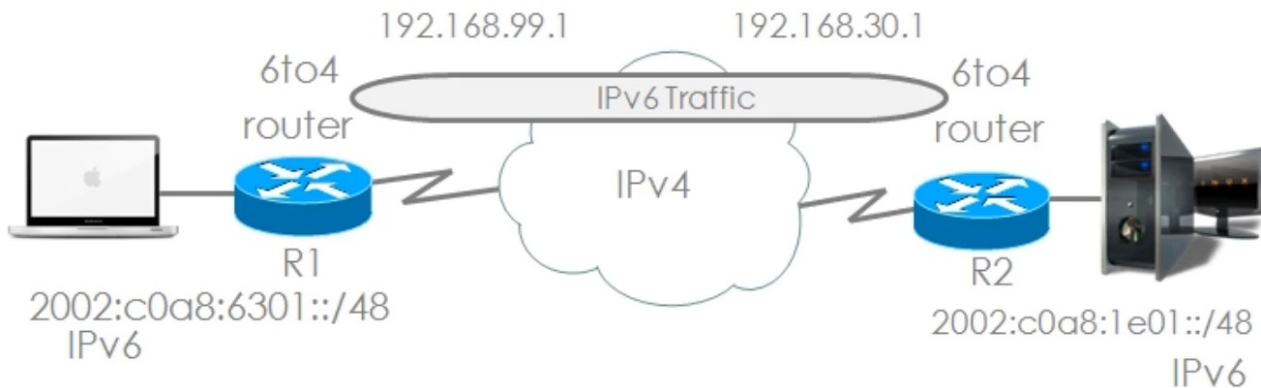 192.168.99.1
192.168.30.1
6to4
router
6to4
router
IPv6 Traffic
IPv4
R1
R2
2002:c0a8:6301::/48
IPv6
2002:c0a8:1e01::/48
IPv6